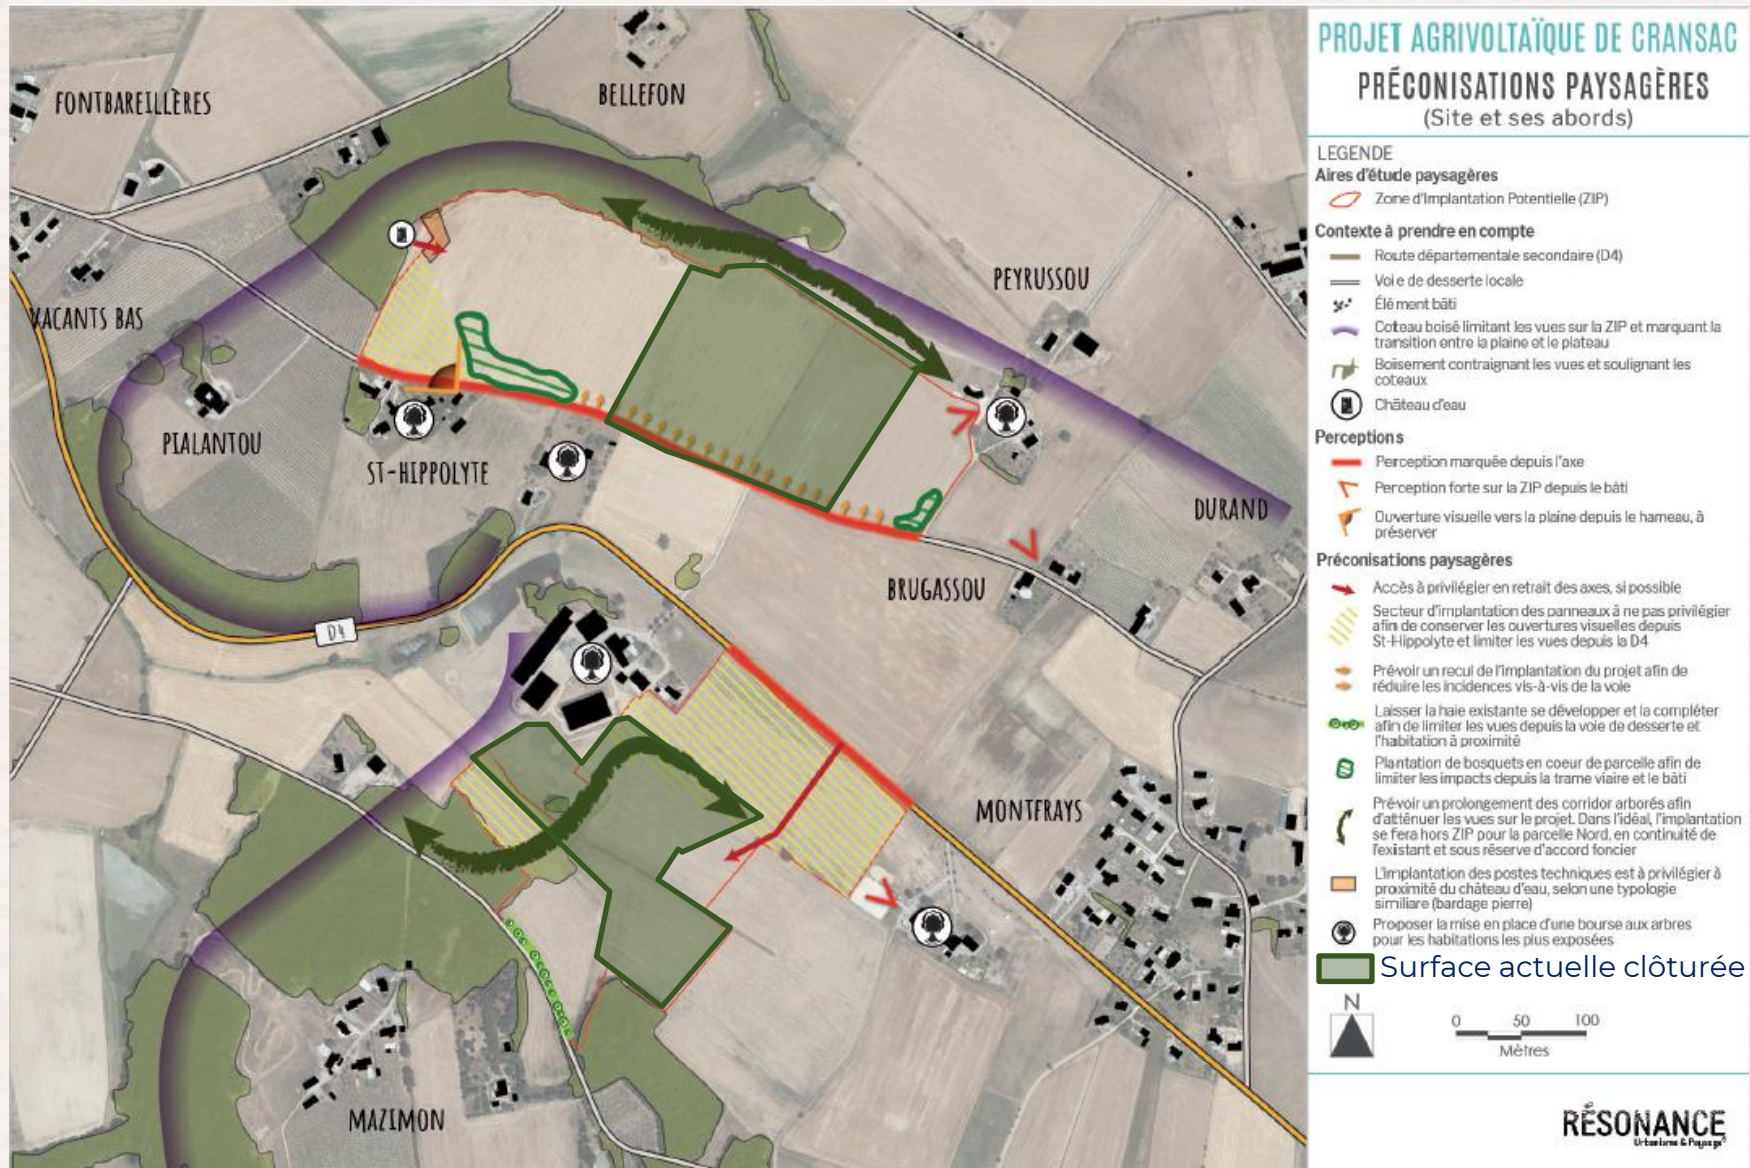 PROJET AGRIVOLTAÏQUE DE CRANSAC
PRÉCONISATIONS PAYSAGÈRES
(Site et ses abords)
LEGENDE
Aires d'étude paysagères
Zone d'Implantation Potentielle (ZIP)
Contexte à prendre en compte
Route départementale secondaire (D4)
Voie de desserte locale
Élément bâti
Coteau boisé limitant les vues sur la ZIP et marquant la
transition entre la plaine et le plateau
Boisement contraignant les vues et soulignant les
coteaux
Château d'eau
Perceptions
Perception marquée depuis l'axe
Perception forte sur la ZIP depuis le bâti
Ouverture visuelle vers la plaine depuis le hameau, à
préserver
Préconisations paysagères
Accès à privilégier en retrait des axes, si possible
Secteur d'implantation des panneaux à ne pas privilégier
afin de conserver les ouvertures visuelles depuis
St-Hippolyte et limiter les vues depuis la D4
Prévoir un recul de l'implantation du projet afin de
réduire les incidences vis-à-vis de la voie
Laisser la haie existante se développer et la compléter
afin de limiter les vues depuis la voie de desserte et
l'habitation à proximité
Plantation de bosquets en coeur de parcelle afin de
limiter les impacts depuis la trame viaire et le bâti
Prévoir un prolongement des corridor arborés afin
d'atténuer les vues sur le projet. Dans l'idéal, l'implantation
se fera hors ZIP pour la parcelle Nord, en continuité de
l'existant et sous réserve d'accord foncier
L'implantation des postes techniques est à privilégier à
proximité du château d'eau, selon une typologie
similiaire (bardage pierre)
Proposer la mise en place d'une bourse aux arbres
pour les habitations les plus exposées
Surface actuelle clôturée
N
0 50 100
Mètres
RÉSONANCE
Urbanisme & Paysage
FONTBAREILLÈRES
BELLEFON
PEYRUSSOU
VACANTS BAS
PIALANTOU
ST-HIPPOLYTE
DURAND
BRUGASSOU
D4
MONTFRAYS
MAZIMON